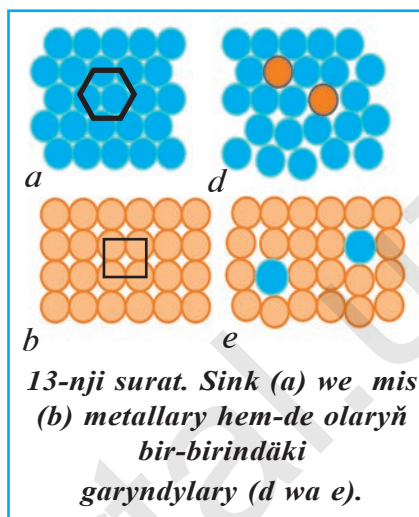 a
d
b
e
13-nji surat. Sink (a) we mis
(b) metallary hem-de olaryň
bir-birindäki
garyndylary (d wa e).